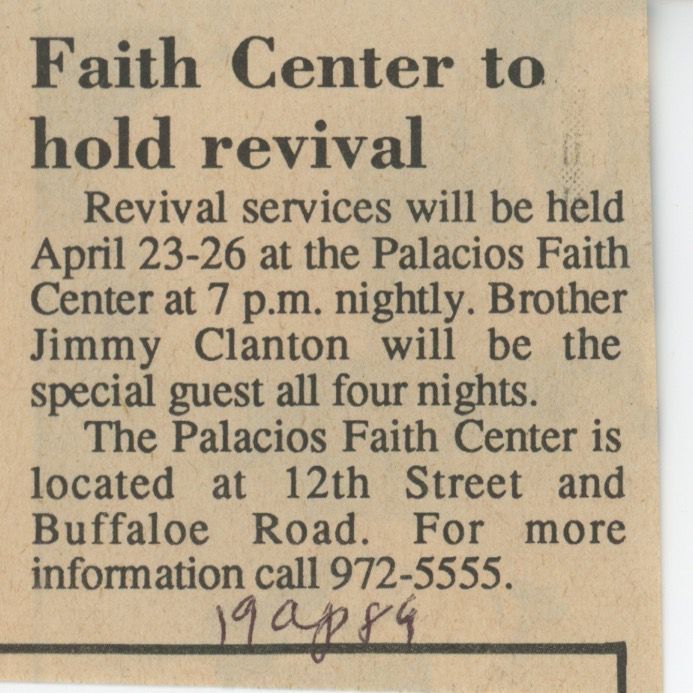 Faith Center to
hold revival
Revival services will be held
April 23-26 at the Palacios Faith
Center at 7 p.m. nightly. Brother
Jimmy Clanton will be the
special guest all four nights.
The Palacios Faith Center is
located at 12th Street and
Buffaloe Road. For more
information call 972-5555.
19ap89